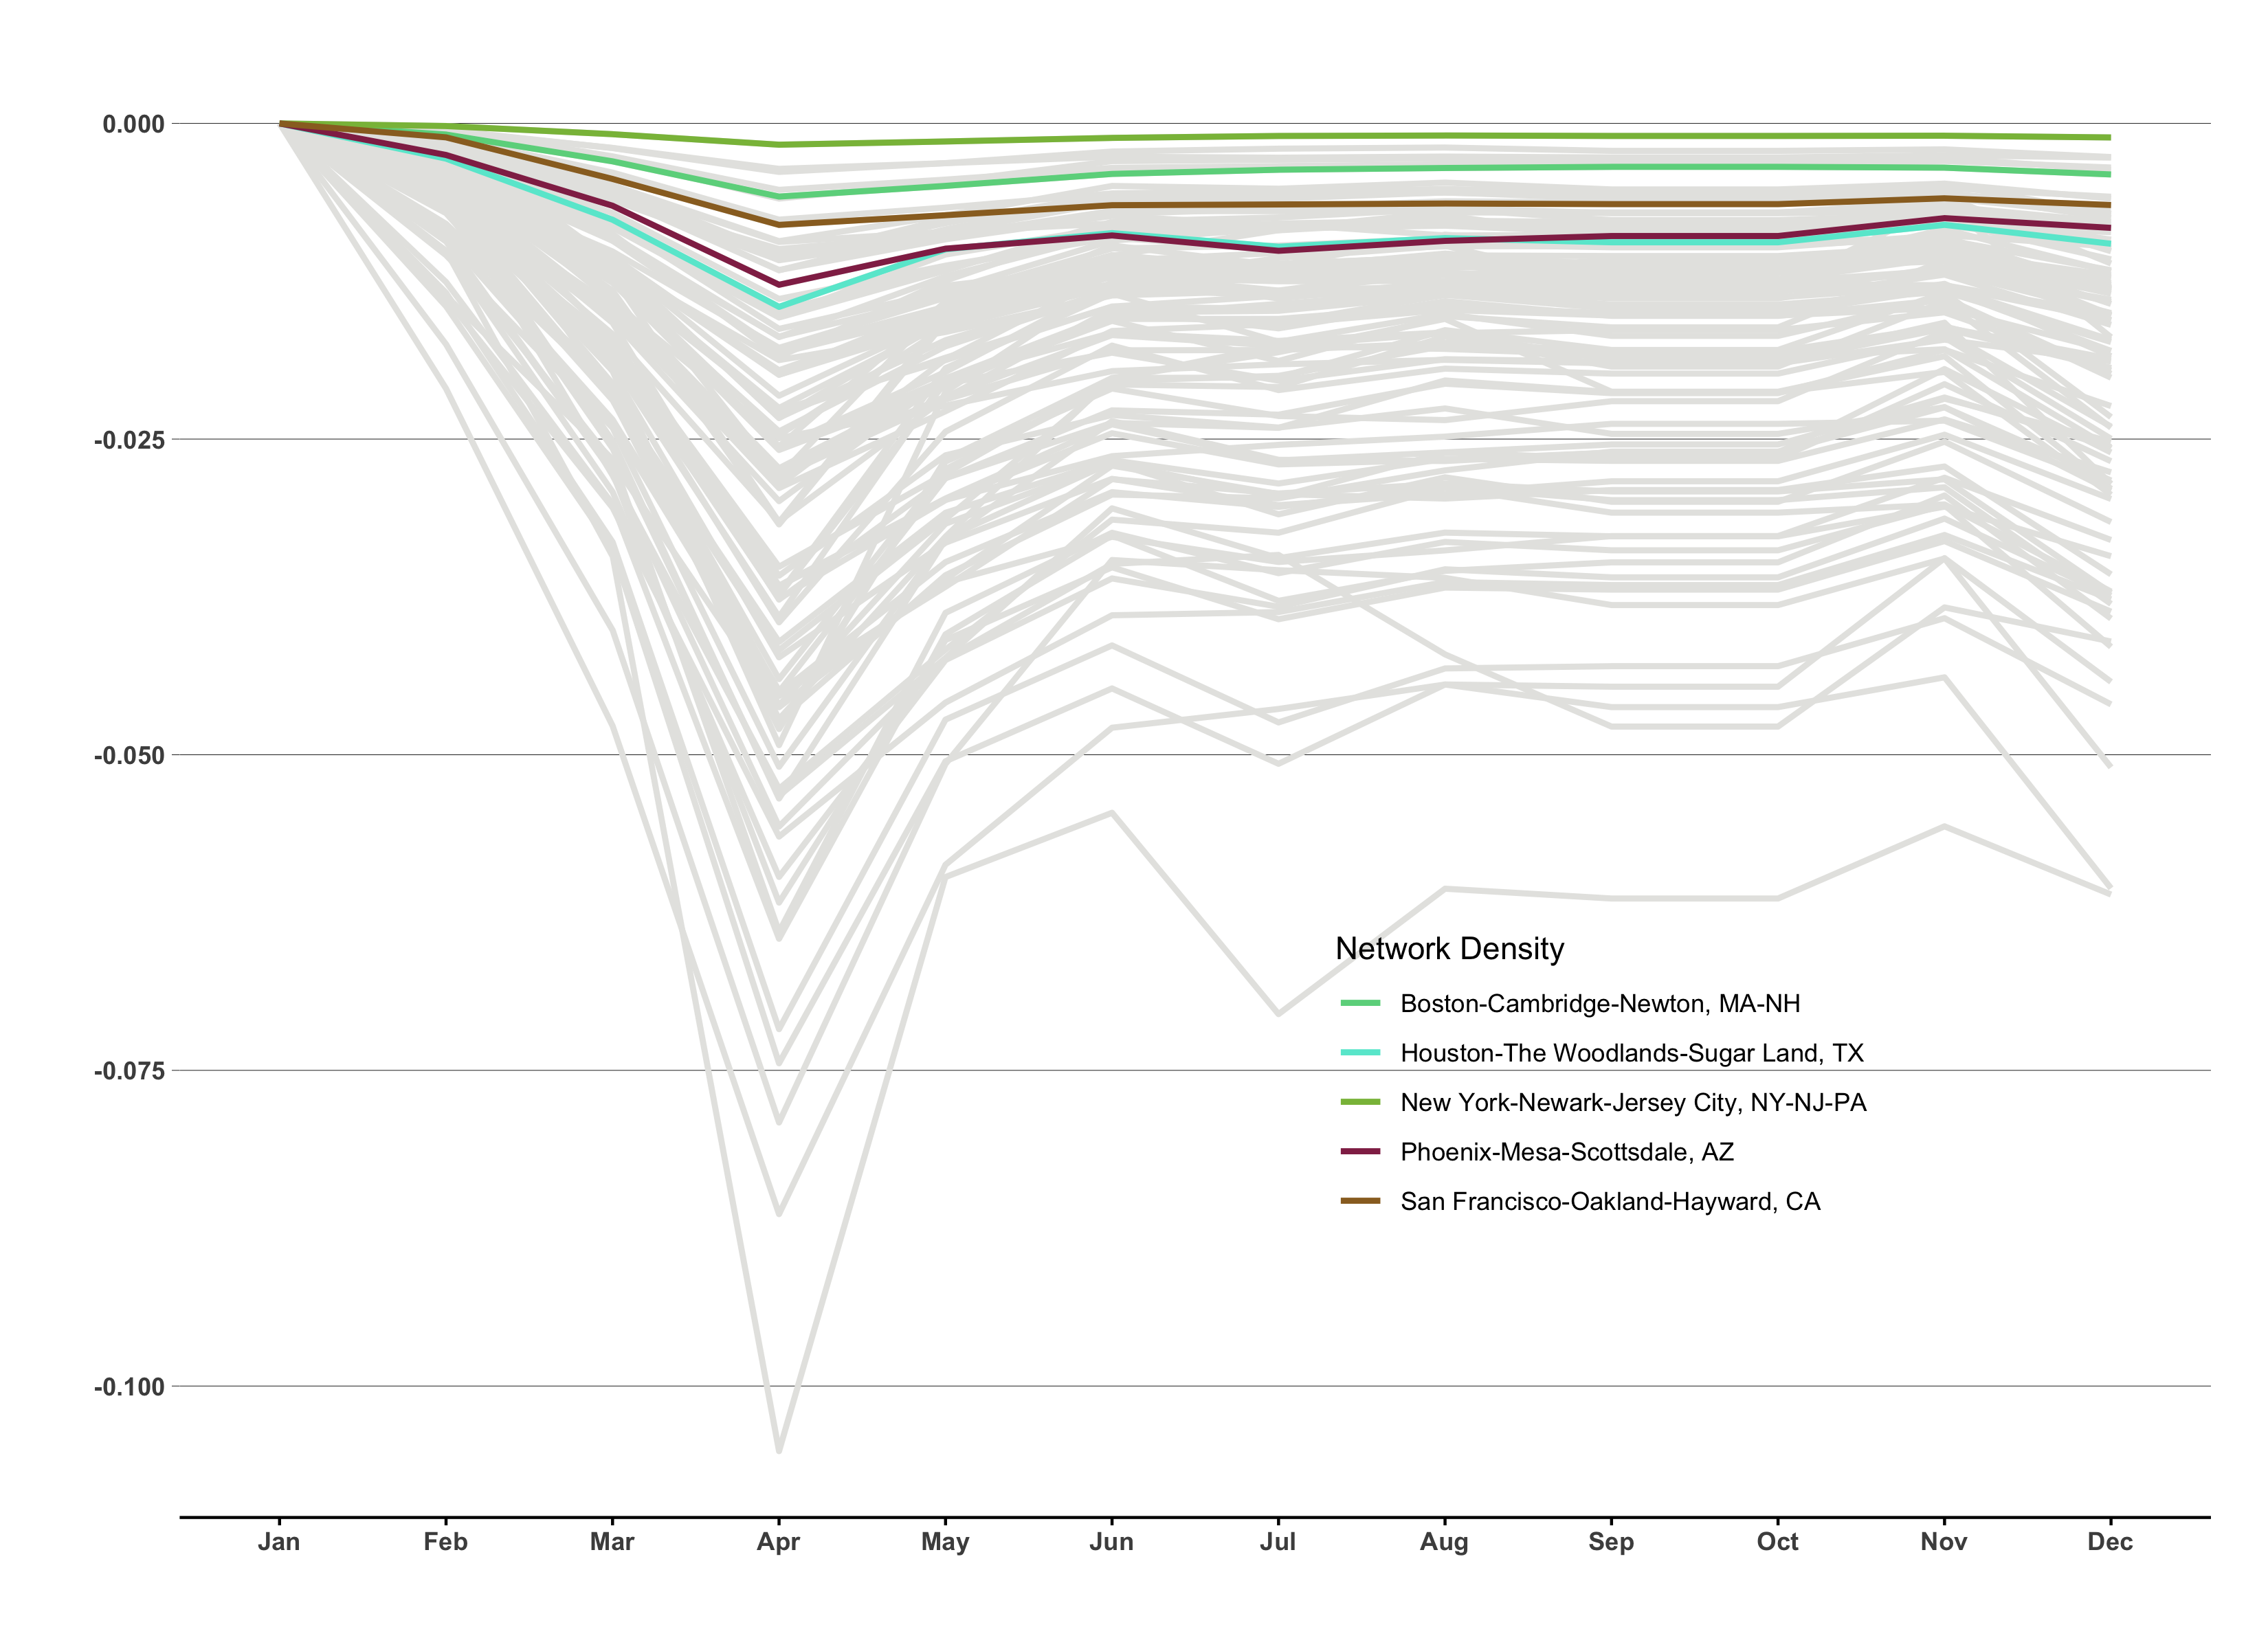 0.000
-0.025
-0.050
-0.075
-0.100
Network Density
Boston-Cambridge-Newton, MA-NH
Houston-The Woodlands-Sugar Land, TX
New York-Newark-Jersey City, NY-NJ-PA
Phoenix-Mesa-Scottsdale, AZ
San Francisco-Oakland-Hayward, CA
Jan Feb Mar Apr May Jun Jul Aug Sep Oct Nov Dec